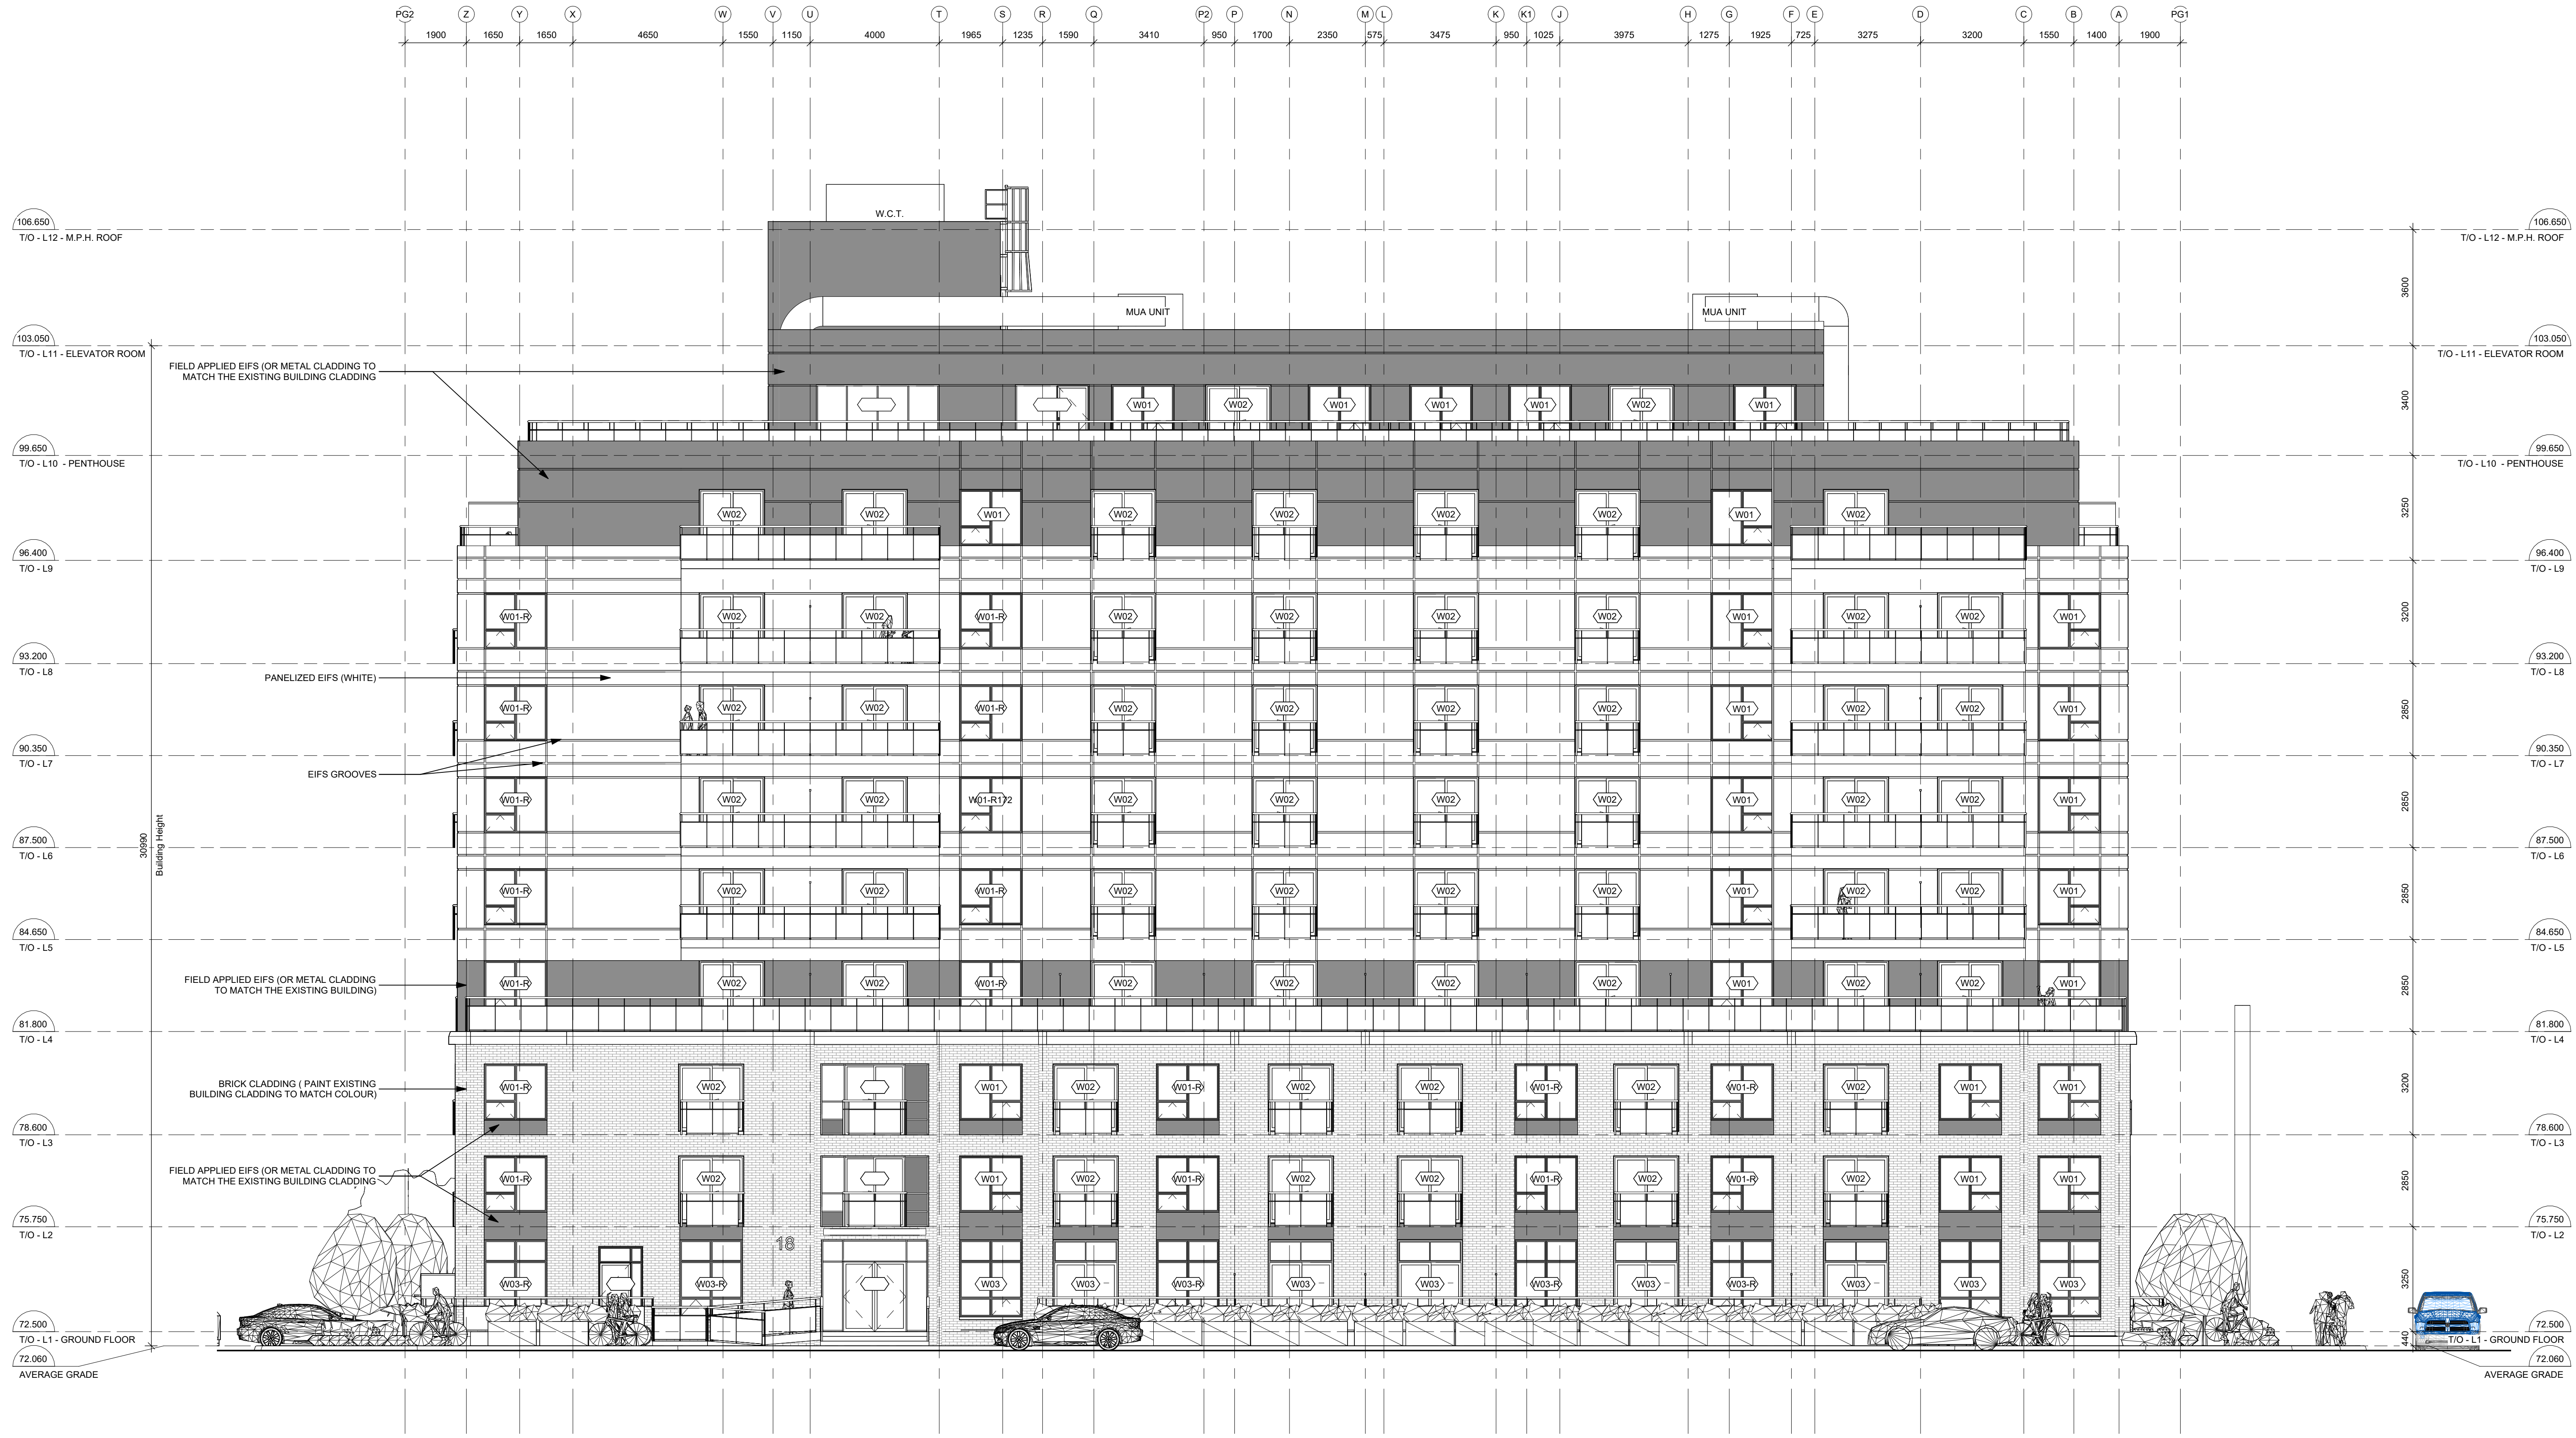 PG2 Z Y X W V U T S R Q P2 P N M L K K1 J H G F E D C B A PG1
1900 1650 1650 4650 1550 1150 4000 1965 1235 1590 3410 950 1700 2350 575 3475 950 1025 3975 1275 1925 725 3275 3200 1550 1400 1900
W.C.T.
106.650 106.650
T/O - L12 - M.P.H. ROOF T/O - L12 - M.P.H. ROOF
3600
MUA UNIT MUA UNIT
103.050 103.050
T/O - L11 - ELEVATOR ROOM T/O - L11 - ELEVATOR ROOM
FIELD APPLIED EIFS (OR METAL CLADDING TO
MATCH THE EXISTING BUILDING CLADDING
W01 W02 W01 W01 W01 W02 W01 3400
99.650 99.650
T/O - L10 - PENTHOUSE T/O - L10 - PENTHOUSE
W02 W02 W01 W02 W02 W02 W02 W01 W02 3250
96.400 96.400
T/O - L9 T/O - L9
W01-R W02 W02 W01-R W02 W02 W02 W02 W01 W02 W02 W01 3200
93.200 93.200
T/O - L8 T/O - L8
PANELIZED EIFS (WHITE)
W01-R W02 W02 W01-R W02 W02 W02 W02 W01 W02 W02 W01 2850
90.350 90.350
T/O - L7 T/O - L7
EIFS GROOVES
W01-R W02 W02 W01-R172 W02 W02 W02 W02 W01 W02 W02 W01 2850
87.500 87.500
T/O - L6 T/O - L6
30990
Building Height
W01-R W02 W02 W01-R W02 W02 W02 W02 W01 W02 W02 W01 2850
84.650 84.650
T/O - L5 T/O - L5
FIELD APPLIED EIFS (OR METAL CLADDING
TO MATCH THE EXISTING BUILDING)
W01-R W02 W02 W01-R W02 W02 W02 W02 W01 W02 W02 W01 2850
81.800 81.800
T/O - L4 T/O - L4
BRICK CLADDING ( PAINT EXISTING
BUILDING CLADDING TO MATCH COLOUR)
W01-R W02 W01 W02 W01-R W02 W02 W01-R W02 W01-R W02 W01 W01 3200
78.600 78.600
T/O - L3 T/O - L3
FIELD APPLIED EIFS (OR METAL CLADDING TO
MATCH THE EXISTING BUILDING CLADDING
W01-R W02 W01 W02 W01-R W02 W02 W01-R W02 W01-R W02 W01 W01 2850
75.750 75.750
T/O - L2 T/O - L2
18
W03-R W03-R W03 W03 W03-R W03 W03 W03-R W03 W03-R W03 W03 W03 3250
72.500 72.500
T/O - L1 - GROUND FLOOR T/O - L1 - GROUND FLOOR
440
72.060 72.060
AVERAGE GRADE AVERAGE GRADE